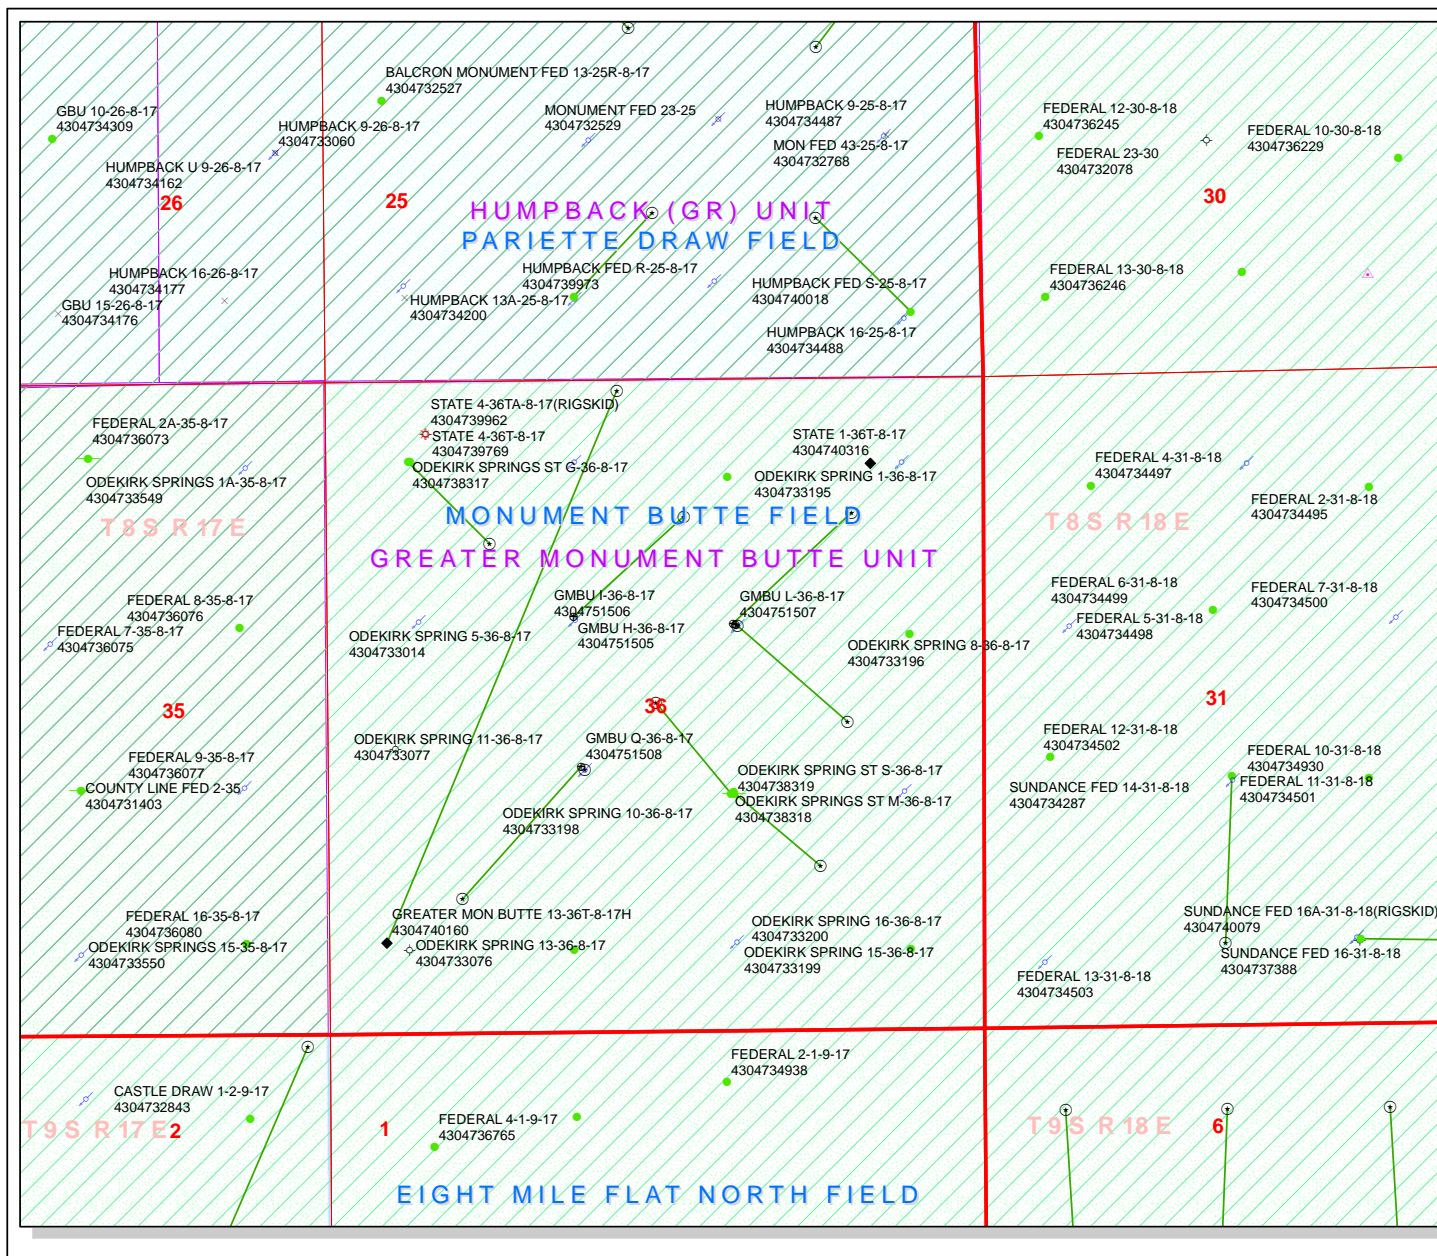 BALCRON MONUMENT FED 13-25R-8-17
4304732527
GBU 10-26-8-17
4304734309
HUMPBACK 9-26-8-17
4304733060
MONUMENT FED 23-25
4304732529
HUMPBACK 9-25-8-17
4304734487
MON FED 43-25-8-17
4304732768
FEDERAL 12-30-8-18
4304736245
FEDERAL 10-30-8-18
4304736229
FEDERAL 23-30
4304732078
HUMPBACK U 9-26-8-17
4304734162
26
25
30
HUMPBACK (GR) UNIT
PARIETTE DRAW FIELD
HUMPBACK 16-26-8-17
4304734177
GBU 15-26-8-17
4304734176
HUMPBACK FED R-25-8-17
4304739973
HUMPBACK 13A-25-8-17
4304734200
HUMPBACK FED S-25-8-17
4304740018
HUMPBACK 16-25-8-17
4304734488
FEDERAL 13-30-8-18
4304736246
FEDERAL 2A-35-8-17
4304736073
ODEKIRK SPRINGS 1A-35-8-17
4304733549
T8S R17E
STATE 4-36TA-8-17(RIGSKID)
4304739962
STATE 4-36T-8-17
4304739769
ODEKIRK SPRINGS ST G-36-8-17
4304738317
STATE 1-36T-8-17
4304740316
ODEKIRK SPRING 1-36-8-17
4304733195
FEDERAL 4-31-8-18
4304734497
FEDERAL 2-31-8-18
4304734495
T8S R18E
MONUMENT BUTTE FIELD
GREATER MONUMENT BUTTE UNIT
FEDERAL 8-35-8-17
4304736076
FEDERAL 7-35-8-17
4304736075
GMBU I-36-8-17
4304751506
GMBU H-36-8-17
4304751505
GMBU L-36-8-17
4304751507
ODEKIRK SPRING 5-36-8-17
4304733014
ODEKIRK SPRING 8-36-8-17
4304733196
FEDERAL 6-31-8-18
4304734499
FEDERAL 5-31-8-18
4304734498
FEDERAL 7-31-8-18
4304734500
35
36
31
FEDERAL 9-35-8-17
4304736077
COUNTY LINE FED 2-35
4304731403
ODEKIRK SPRING 11-36-8-17
4304733077
GMBU Q-36-8-17
4304751508
ODEKIRK SPRING ST S-36-8-17
4304738319
ODEKIRK SPRINGS ST M-36-8-17
4304738318
ODEKIRK SPRING 10-36-8-17
4304733198
FEDERAL 12-31-8-18
4304734502
SUNDANCE FED 14-31-8-18
4304734287
FEDERAL 10-31-8-18
4304734930
FEDERAL 11-31-8-18
4304734501
FEDERAL 16-35-8-17
4304736080
ODEKIRK SPRINGS 15-35-8-17
4304733550
GREATER MON BUTTE 13-36T-8-17H
4304740160
ODEKIRK SPRING 13-36-8-17
4304733076
ODEKIRK SPRING 16-36-8-17
4304733200
ODEKIRK SPRING 15-36-8-17
4304733199
SUNDANCE FED 16A-31-8-18(RIGSKID)
4304740079
SUNDANCE FED 16-31-8-18
4304737388
FEDERAL 13-31-8-18
4304734503
CASTLE DRAW 1-2-9-17
4304732843
T9S R17E
2
1
FEDERAL 2-1-9-17
4304734938
FEDERAL 4-1-9-17
4304736765
T9S R18E
6
EIGHT MILE FLAT NORTH FIELD